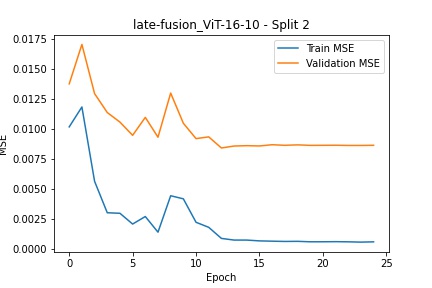 late-fusion_ViT-16-10 - Split 2
Train MSE
Validation MSE
0.0175
0.0150
0.0125
0.0100
0.0075
0.0050
0.0025
0.0000
MSE
0 5 10 15 20 25
Epoch